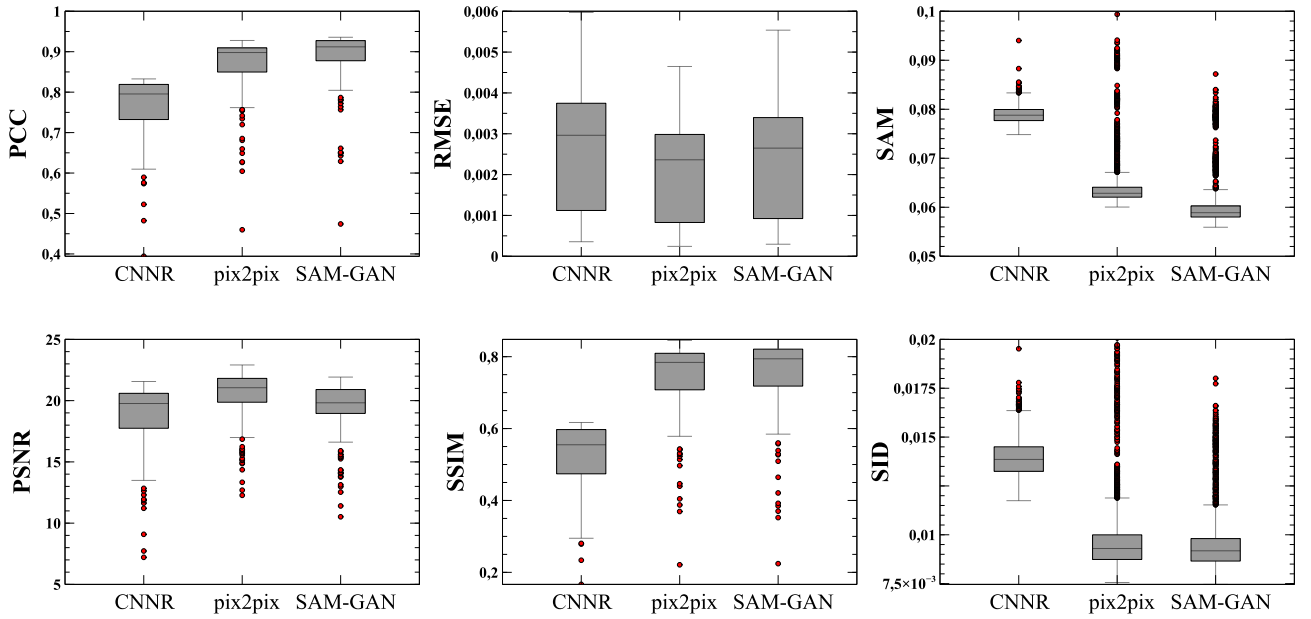 PCC
1
0,9
0,8
0,7
0,6
0,5
0,4
CNNR pix2pix SAM-GAN
RMSE
0,006
0,005
0,004
0,003
0,002
0,001
0
CNNR pix2pix SAM-GAN
SAM
0,1
0,09
0,08
0,07
0,06
0,05
CNNR pix2pix SAM-GAN
PSNR
25
20
15
10
5
CNNR pix2pix SAM-GAN
SSIM
0,8
0,6
0,4
0,2
CNNR pix2pix SAM-GAN
SID
0,02
0,0175
0,015
0,01
7,5×10⁻³
CNNR pix2pix SAM-GAN